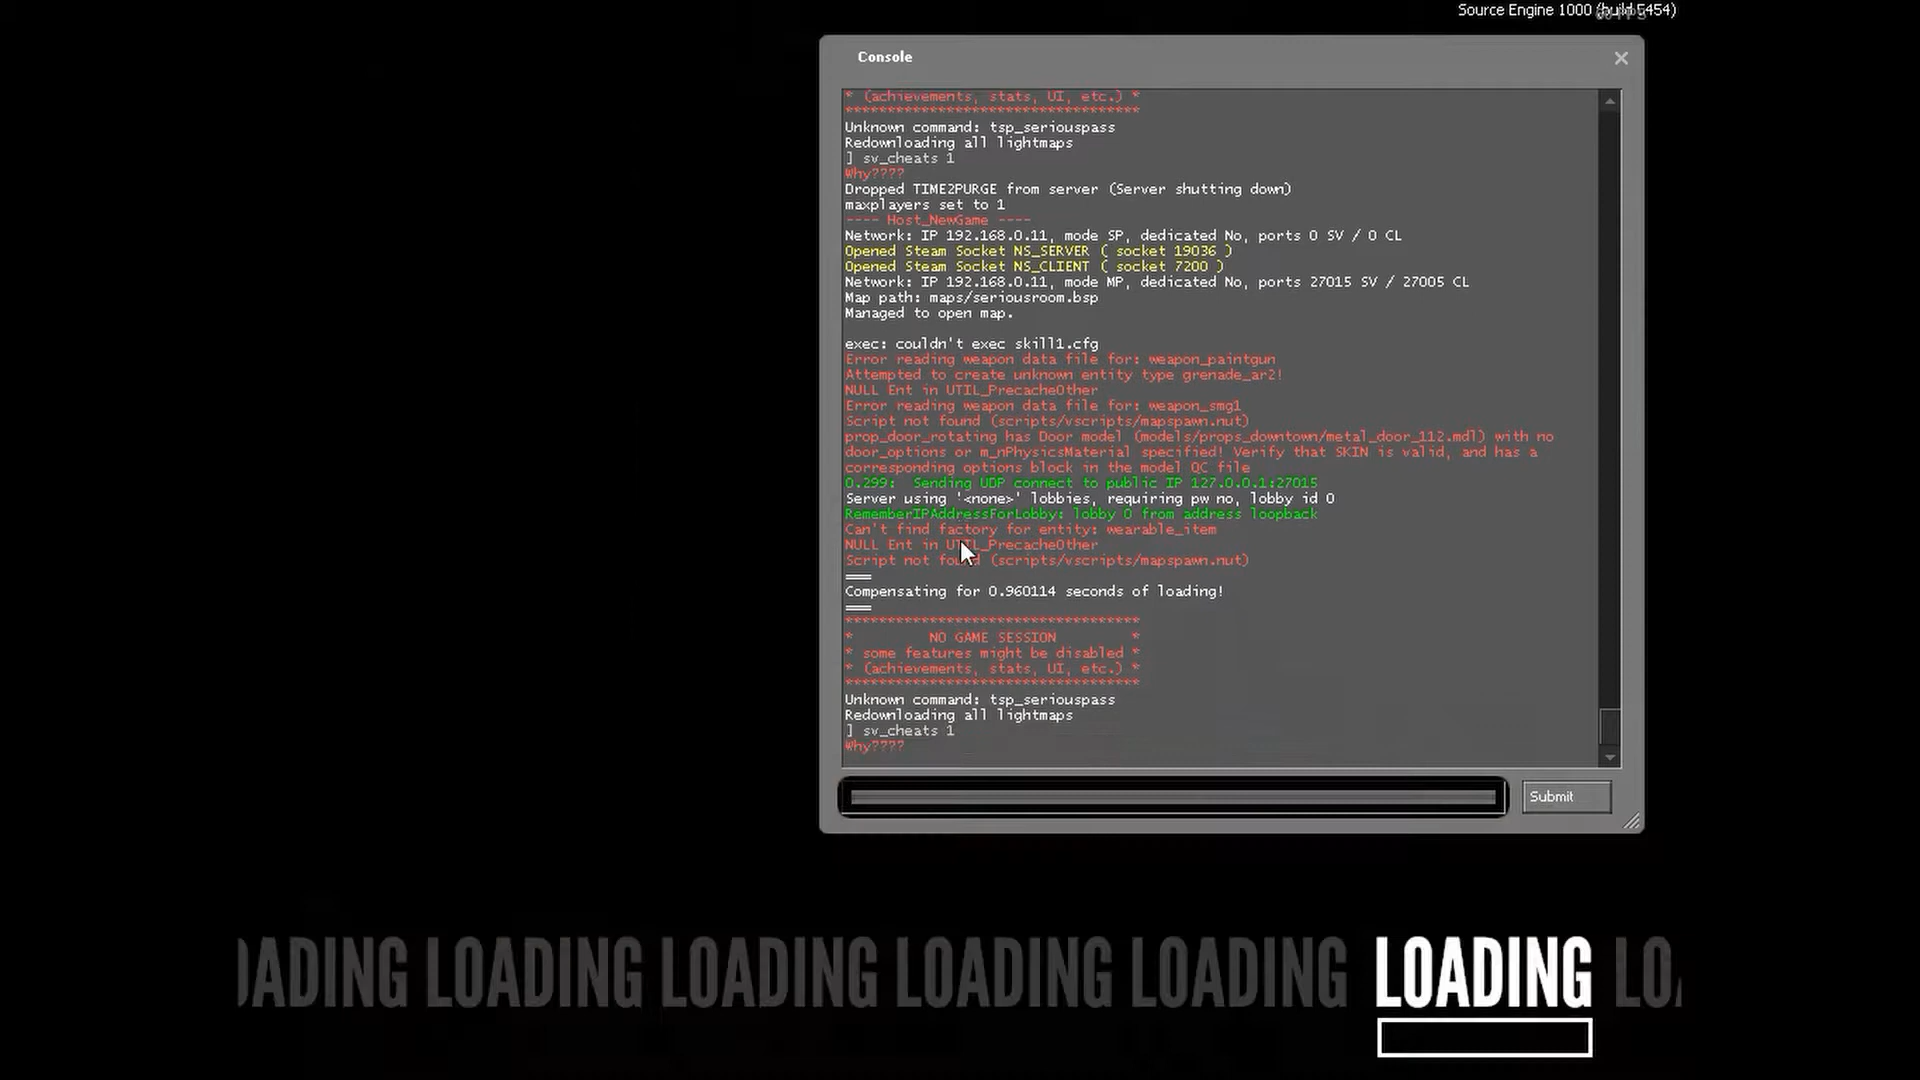 Source Engine 1000 (build 5454)
Console
* (achievements, stats, UI, etc.) *
***********************************
Unknown command: tsp_seriouspass
Redownloading all lightmaps
] sv_cheats 1
Why????
Dropped TIME2PURGE from server (Server shutting down)
maxplayers set to 1
---- Host_NewGame ----
Network: IP 192.168.0.11, mode SP, dedicated No, ports 0 SV / 0 CL
Opened Steam Socket NS_SERVER ( socket 19036 )
Opened Steam Socket NS_CLIENT ( socket 7200 )
Network: IP 192.168.0.11, mode MP, dedicated No, ports 27015 SV / 27005 CL
Map path: maps/seriousroom.bsp
Managed to open map.
exec: couldn't exec skill1.cfg
Error reading weapon data file for: weapon_paintgun
Attempted to create unknown entity type grenade_ar2!
NULL Ent in UTIL_PrecacheOther
Error reading weapon data file for: weapon_smg1
Script not found (scripts/vscripts/mapspawn.nut)
prop_door_rotating has Door model (models/props_downtown/metal_door_112.mdl) with no
door_options or m_nPhysicsMaterial specified! Verify that SKIN is valid, and has a
corresponding options block in the model QC file
0.299:  Sending UDP connect to public IP 127.0.0.1:27015
Server using '<none>' lobbies, requiring pw no, lobby id 0
RememberIPAddressForLobby: lobby 0 from address loopback
Can't find factory for entity: wearable_item
NULL Ent in UTIL_PrecacheOther
Script not found (scripts/vscripts/mapspawn.nut)
===
Compensating for 0.960114 seconds of loading!
===
***********************************
* NO GAME SESSION *
* some features might be disabled *
* (achievements, stats, UI, etc.) *
***********************************
Unknown command: tsp_seriouspass
Redownloading all lightmaps
] sv_cheats 1
Why????
Submit
OADING LOADING LOADING LOADING LOADING LOADING LOA